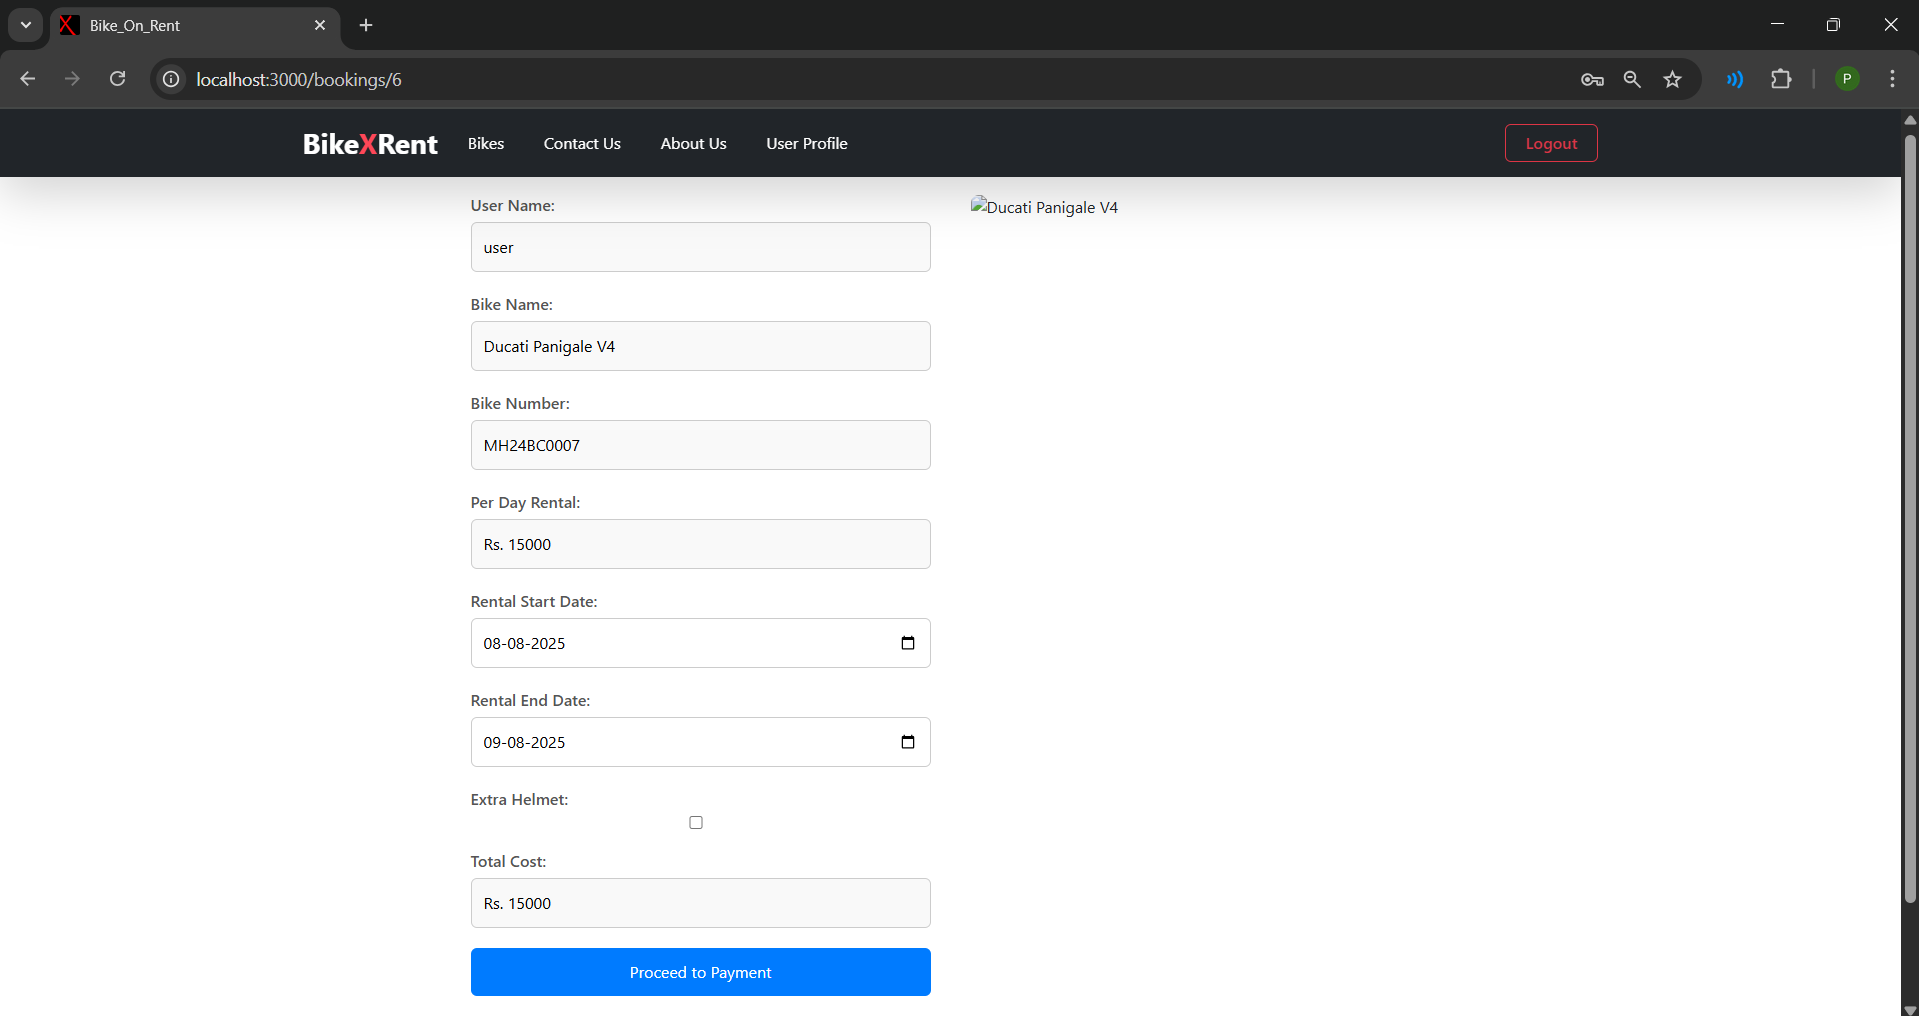 Bike_On_Rent
localhost:3000/bookings/6
P
BikeXRent
Bikes
Contact Us
About Us
User Profile
Logout
User Name:
user
Bike Name:
Ducati Panigale V4
Bike Number:
MH24BC0007
Per Day Rental:
Rs. 15000
Rental Start Date:
08-08-2025
Rental End Date:
09-08-2025
Extra Helmet:
Total Cost:
Rs. 15000
Proceed to Payment
Ducati Panigale V4